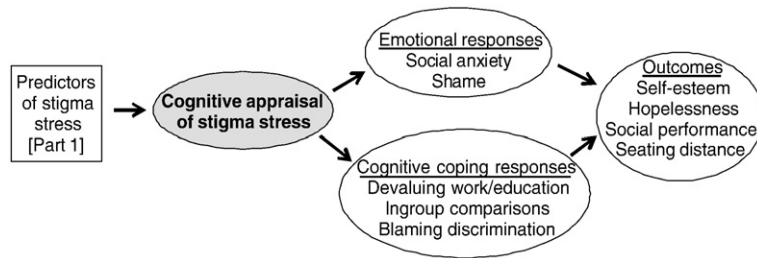 Predictors
of stigma
stress
[Part 1]
Cognitive appraisal
of stigma stress
Emotional responses
Social anxiety
Shame
Cognitive coping responses
Devaluing work/education
Ingroup comparisons
Blaming discrimination
Outcomes
Self-esteem
Hopelessness
Social performance
Seating distance